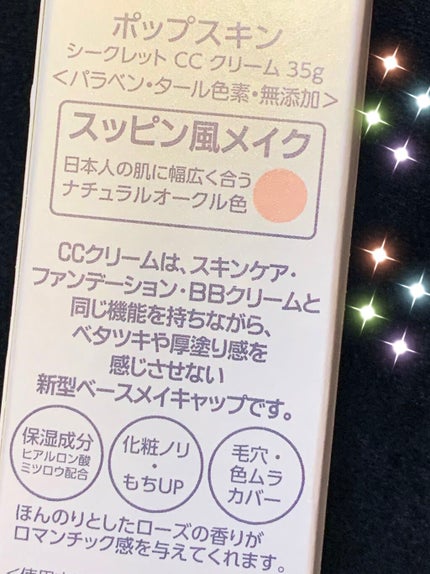 ポップスキン
シークレット CC クリーム 35g
<パラベン・タール色素・無添加>
スッピン風メイク
日本人の肌に幅広く合う
ナチュラルオークル色
CCクリームは、スキンケア・
ファンデーション・BBクリームと
同じ機能を持ちながら、
ベタツキや厚塗り感を
感じさせない
新型ベースメイキャップです。
保湿成分
ヒアルロン酸
ミツロウ配合
化粧ノリ
・
もちUP
毛穴・
色ムラ
カバー
ほんのりとしたローズの香りが
ロマンチック感を与えてくれます。